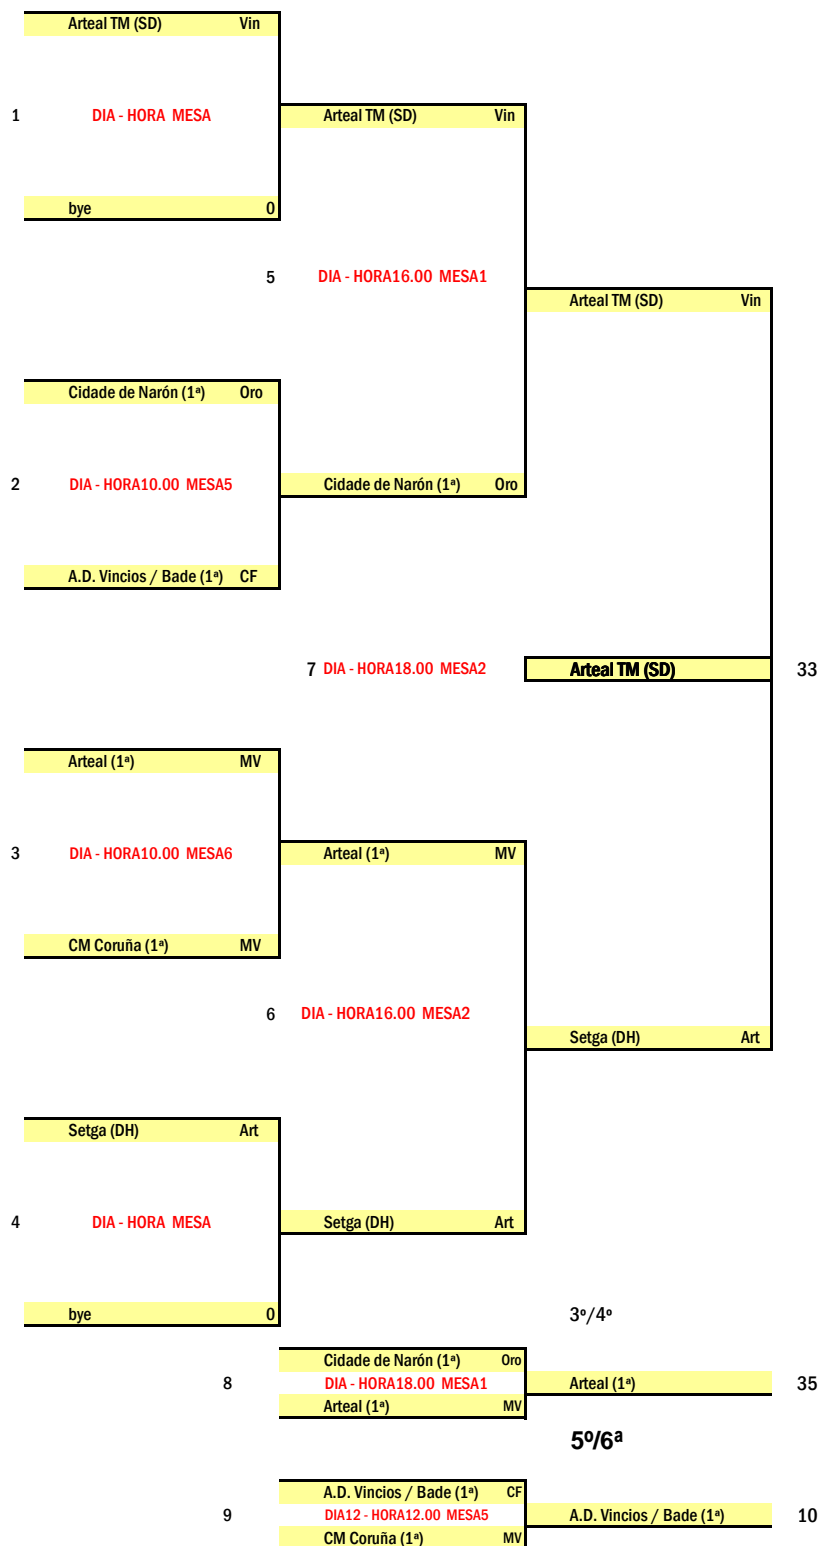 Arteal TM (SD) Vin
1 DIA - HORA MESA Arteal TM (SD) Vin
bye 0
5 DIA - HORA16.00 MESA1
Arteal TM (SD) Vin
Cidade de Narón (1ª) Oro
2 DIA - HORA10.00 MESA5 Cidade de Narón (1ª) Oro
A.D. Vincios / Bade (1ª) CF
7 DIA - HORA18.00 MESA2 Arteal TM (SD) 33
Arteal (1ª) MV
3 DIA - HORA10.00 MESA6 Arteal (1ª) MV
CM Coruña (1ª) MV
6 DIA - HORA16.00 MESA2
Setga (DH) Art
Setga (DH) Art
4 DIA - HORA MESA Setga (DH) Art
bye 0 3º/4º
Cidade de Narón (1ª) Oro
8 DIA - HORA18.00 MESA1 Arteal (1ª) 35
Arteal (1ª) MV
5º/6ª
A.D. Vincios / Bade (1ª) CF
9 DIA12 - HORA12.00 MESA5 A.D. Vincios / Bade (1ª) 10
CM Coruña (1ª) MV